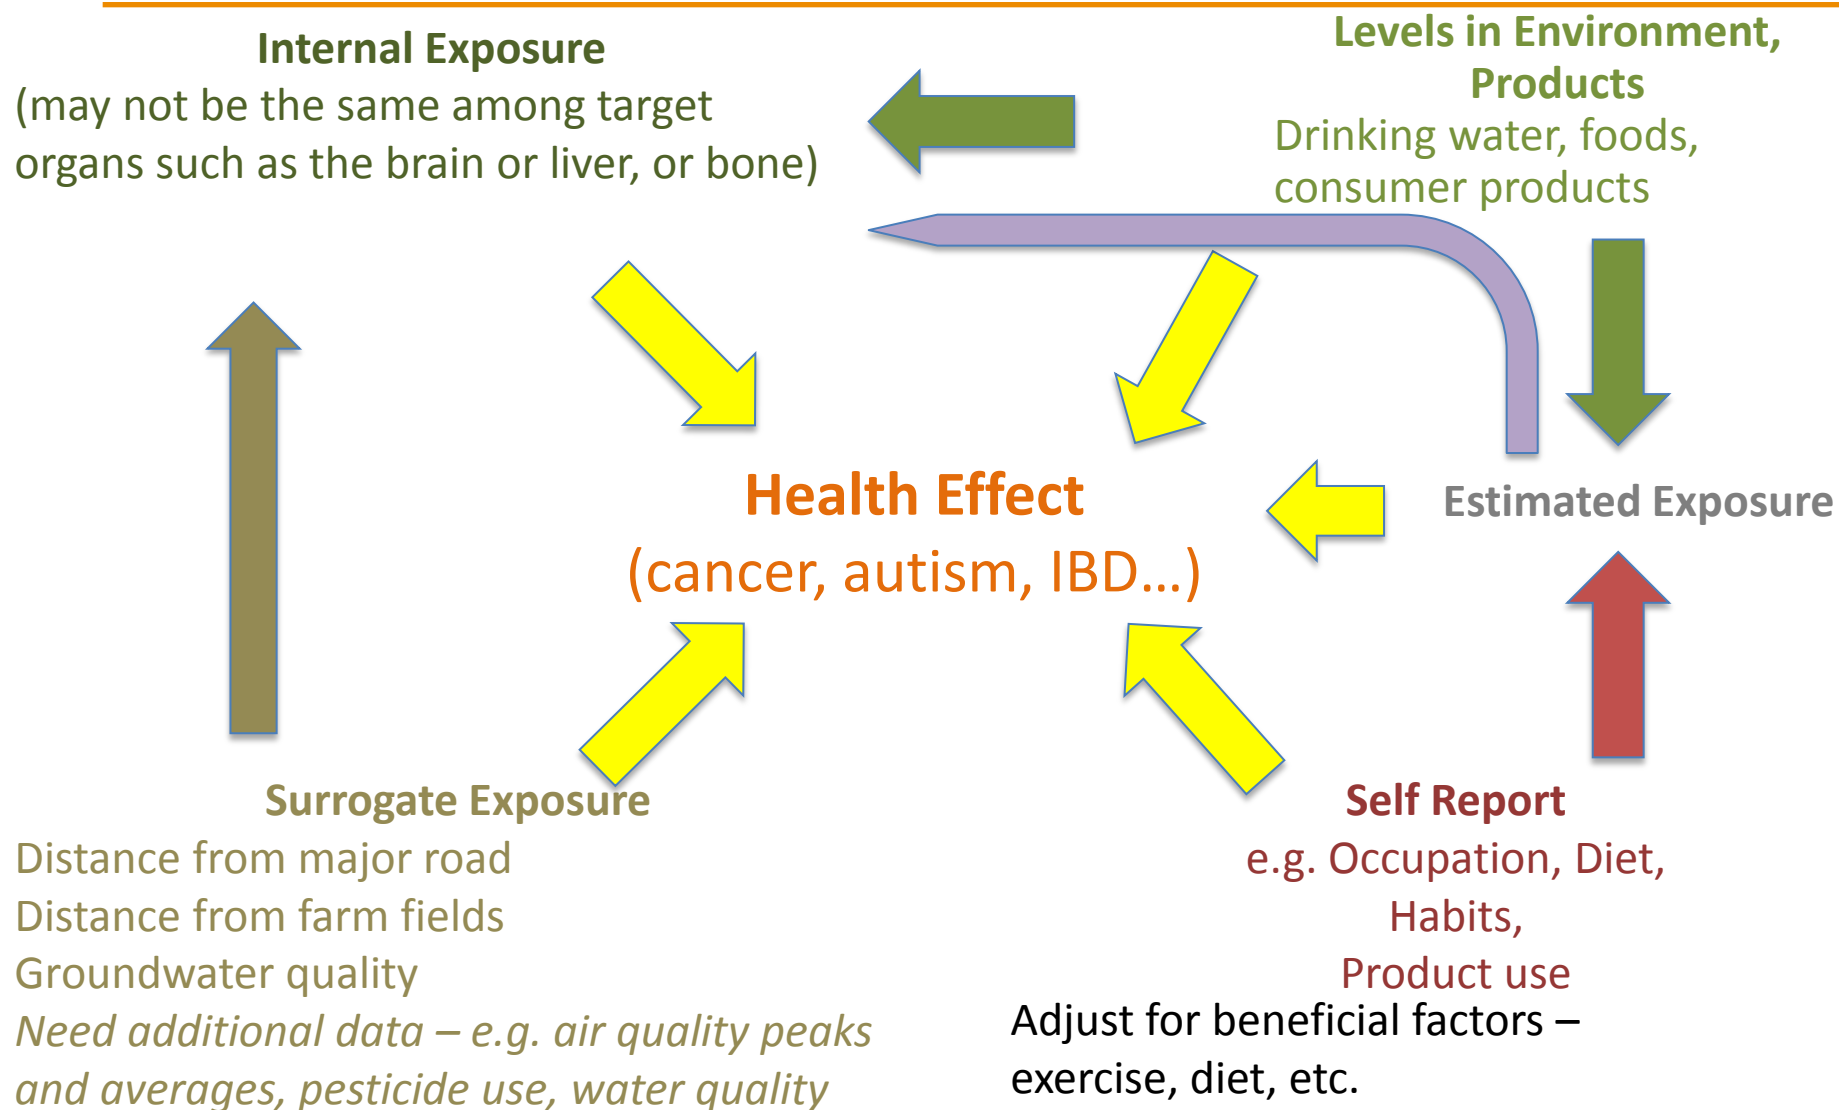 Internal Exposure
(may not be the same among target
organs such as the brain or liver, or bone)
Levels in Environment,
Products
Drinking water, foods,
consumer products
Health Effect
(cancer, autism, IBD...)
Estimated Exposure
Surrogate Exposure
Distance from major road
Distance from farm fields
Groundwater quality
Need additional data – e.g. air quality peaks
and averages, pesticide use, water quality
Self Report
e.g. Occupation, Diet,
Habits,
Product use
Adjust for beneficial factors –
exercise, diet, etc.